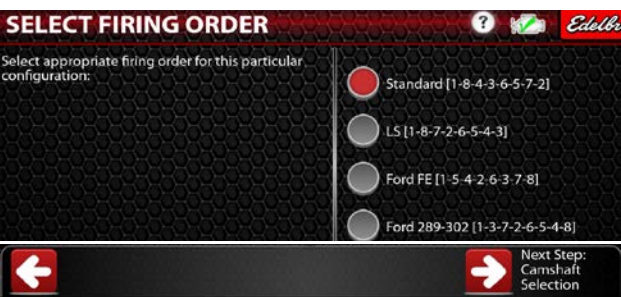 SELECT FIRING ORDER
?
Select appropriate firing order for this particular
configuration:
Standard [1-8-4-3-6-5-7-2]
LS [1-8-7-2-6-5-4-3]
Ford FE [1-5-4-2-6-3-7-8]
Ford 289-302 [1-3-7-2-6-5-4-8]
Next Step:
Camshaft
Selection